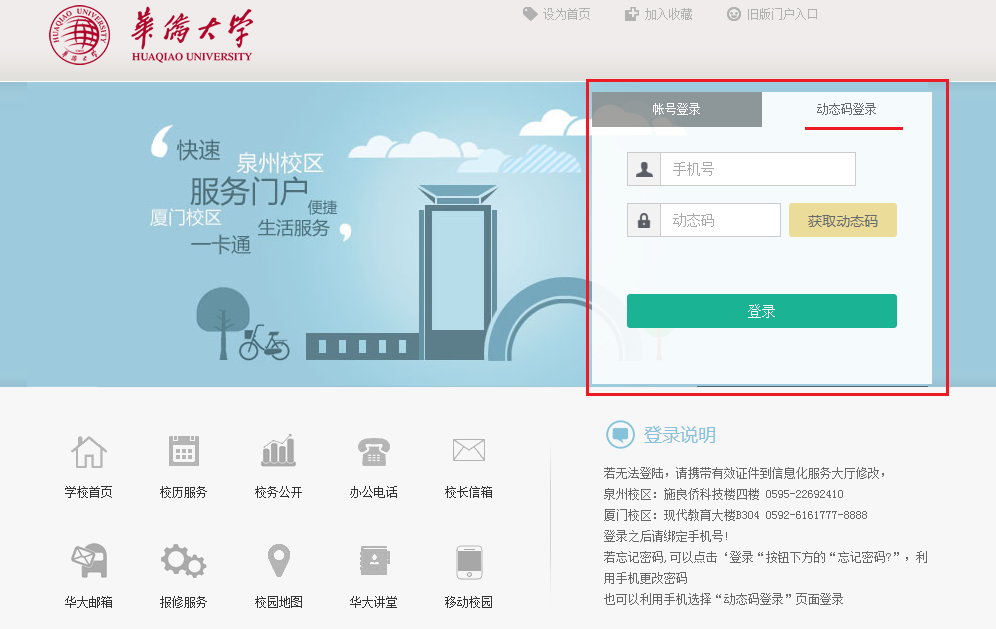 華僑大学
HUAQIAO UNIVERSITY
设为首页
加入收藏
旧版门户入口
快速
泉州校区
服务门户
便捷
厦门校区
生活服务
一卡通
帐号登录
动态码登录
手机号
动态码
获取动态码
登录
学校首页
校历服务
校务公开
办公电话
校长信箱
华大邮箱
报修服务
校园地图
华大讲堂
移动校园
登录说明
若无法登陆，请携带有效证件到信息化服务大厅修改，
泉州校区：施良侨科技楼四楼 0595-22692410
厦门校区：现代教育大楼B304 0592-6161777-8888
登录之后请绑定手机号!
若忘记密码,可以点击‘登录“按钮下方的“忘记密码?”，利
用手机更改密码
也可以利用手机选择“动态码登录”页面登录